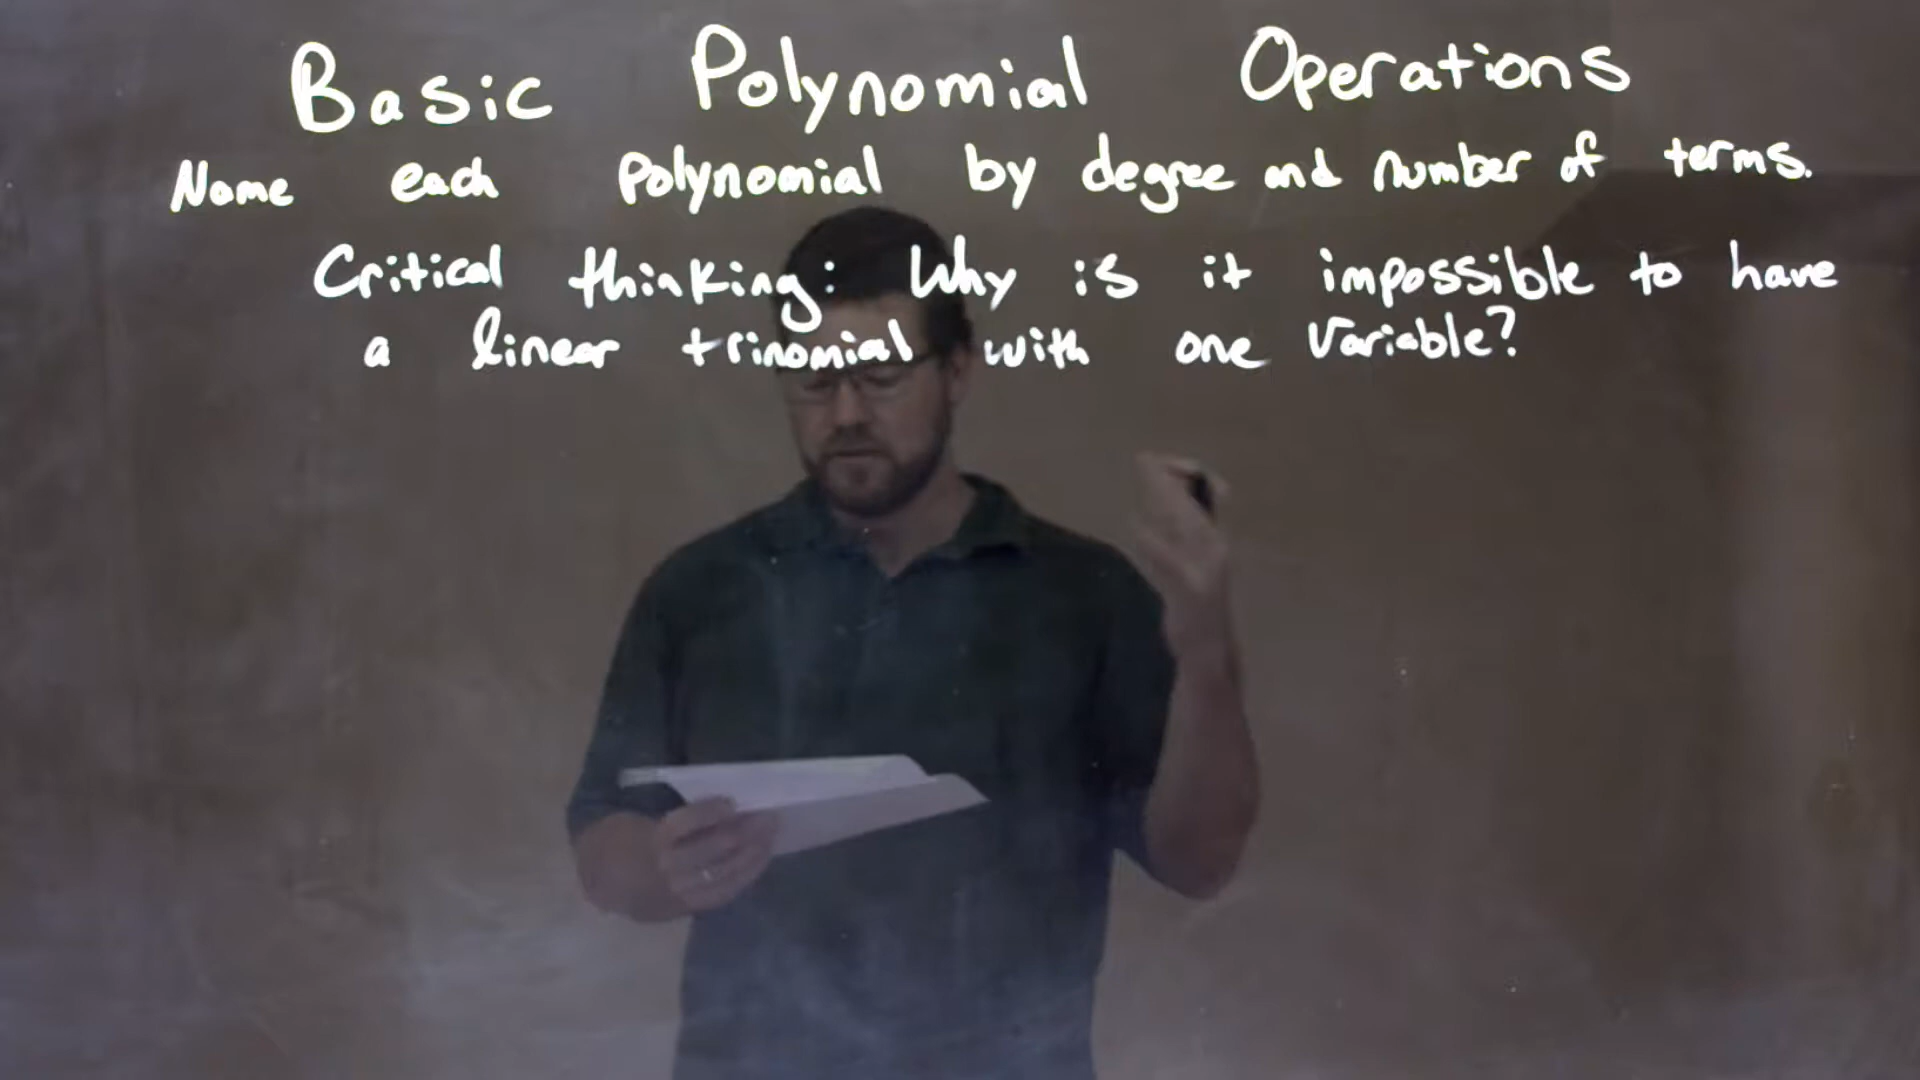 Basic Polynomial Operations
Name each polynomial by degree and number of terms.
Critical thinking: Why is it impossible to have
a linear trinomial with one variable?